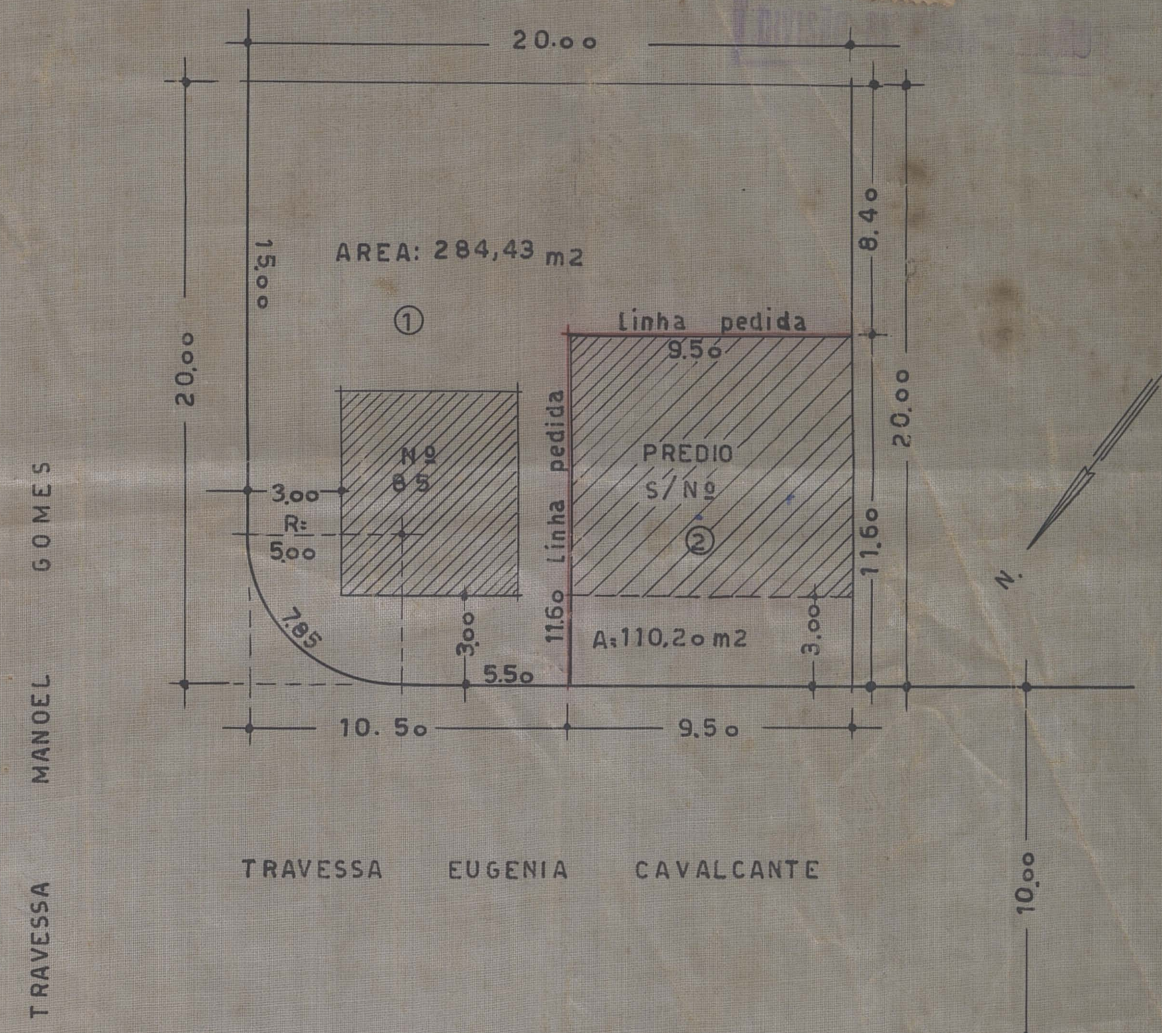 20.00
8.40
15.00
AREA: 284,43 m2
1
Linha pedida
9.50
20,00
20.00
Linha pedida
Nº
85
PREDIO
S/Nº
2
3.00
R=
5.00
11.60
7.85
3.00
11.60
A=110,20 m2
3.00
5.50
10.50
9.50
N.
TRAVESSA MANOEL GOMES
TRAVESSA EUGENIA CAVALCANTE
10,00